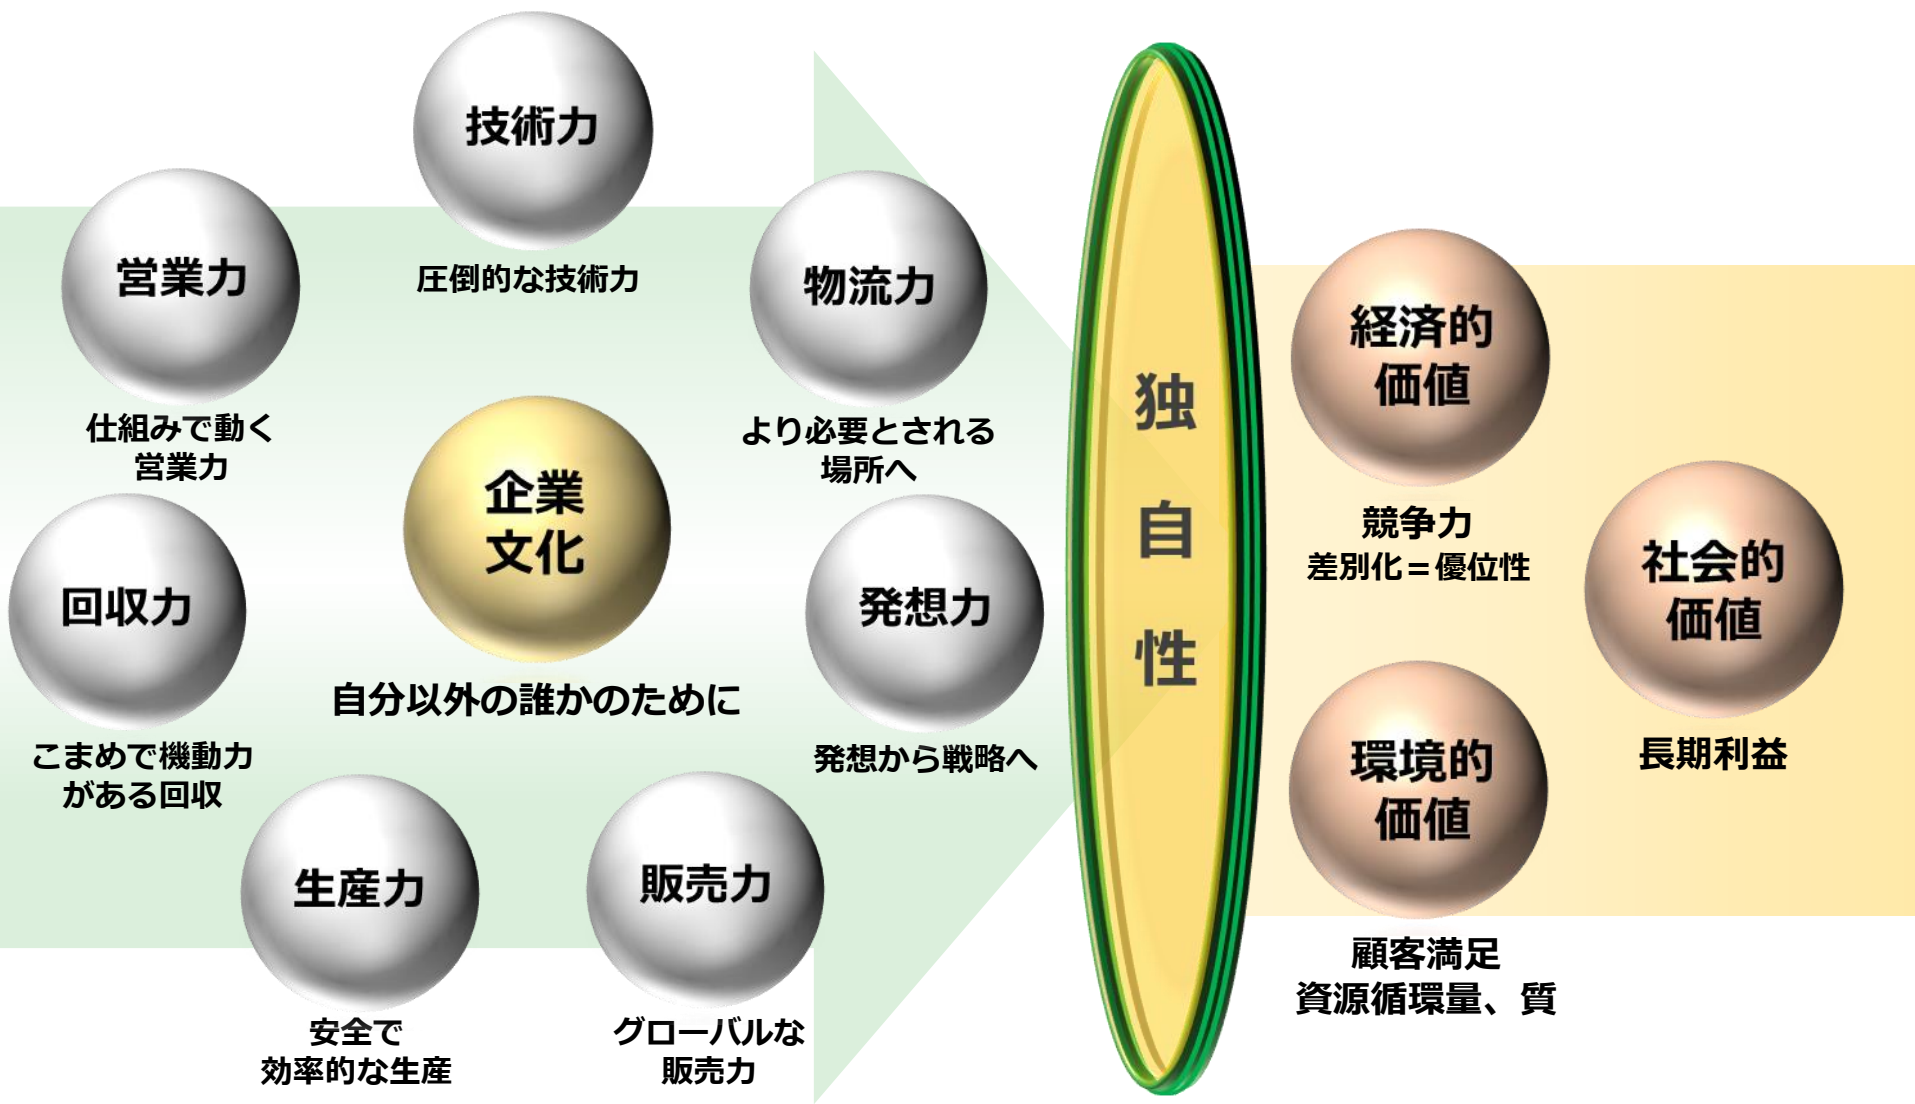 技術力
圧倒的な技術力
営業力
仕組みで動く
営業力
物流力
より必要とされる
場所へ
企業
文化
自分以外の誰かのために
回収力
こまめで機動力
がある回収
発想力
発想から戦略へ
生産力
安全で
効率的な生産
販売力
グローバルな
販売力
独
自
性
経済的
価値
競争力
差別化＝優位性
社会的
価値
長期利益
環境的
価値
顧客満足
資源循環量、質